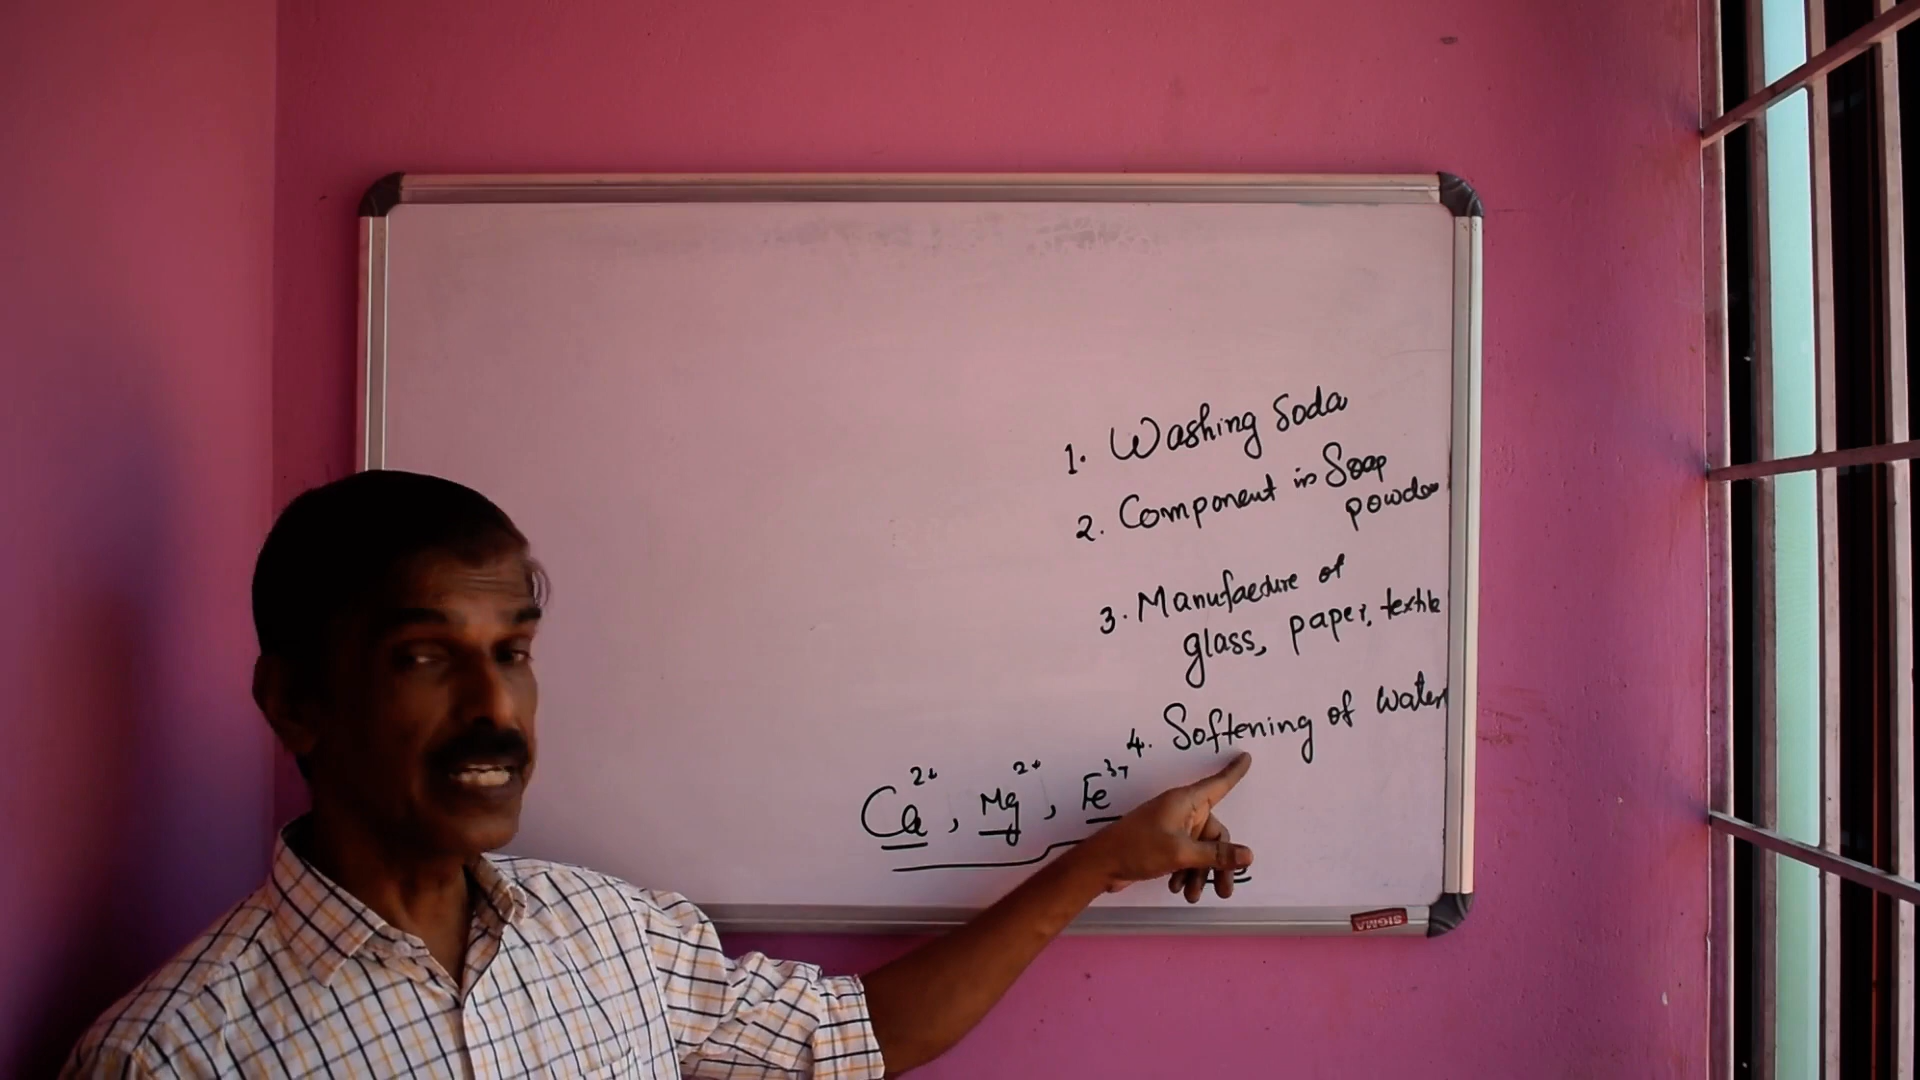 1. Washing Soda
2. Component in Soap
powder
3. Manufacture of
glass, paper, textile
4. Softening of water
Ca2+, Mg2+, Fe3+
SIGMA